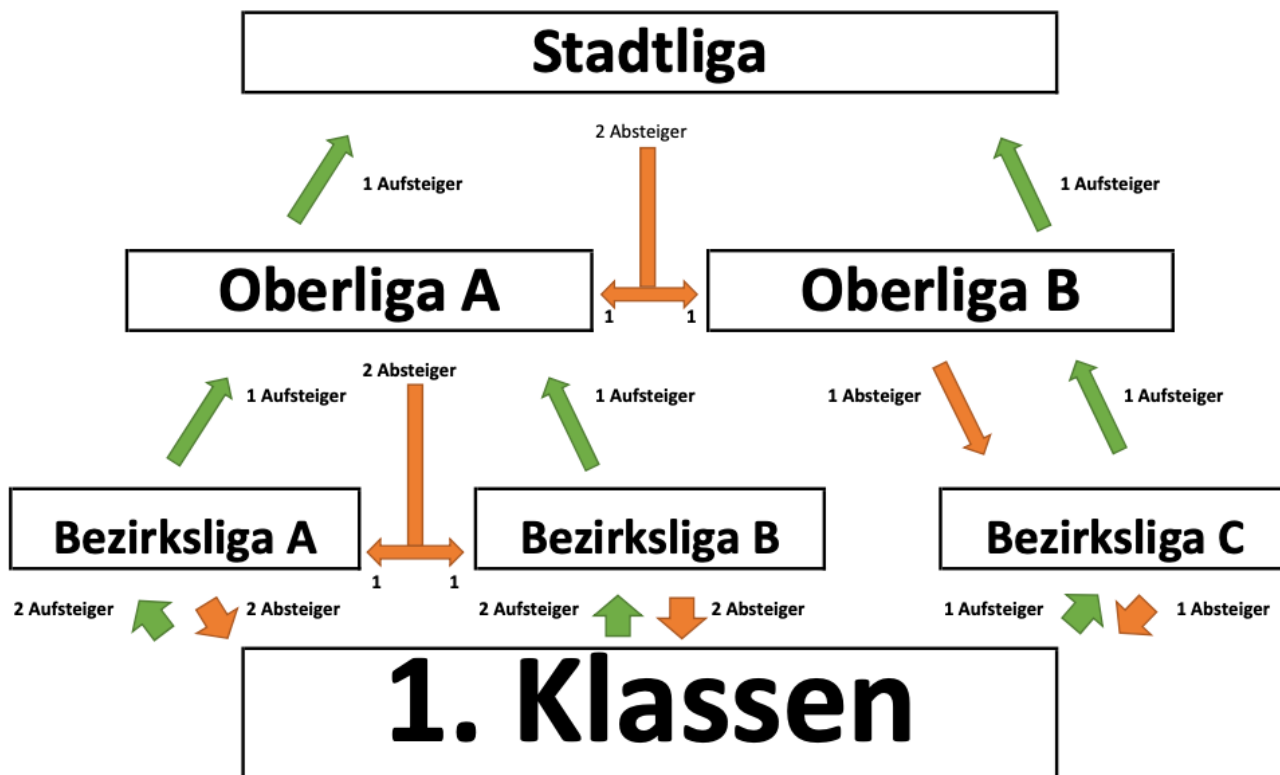 Stadtliga
2 Absteiger
1 Aufsteiger
1 Aufsteiger
Oberliga A
Oberliga B
1
1
2 Absteiger
1 Aufsteiger
1 Aufsteiger
1 Absteiger
1 Aufsteiger
Bezirksliga A
Bezirksliga B
Bezirksliga C
1
1
2 Aufsteiger
2 Absteiger
2 Aufsteiger
2 Absteiger
1 Aufsteiger
1 Absteiger
1. Klassen